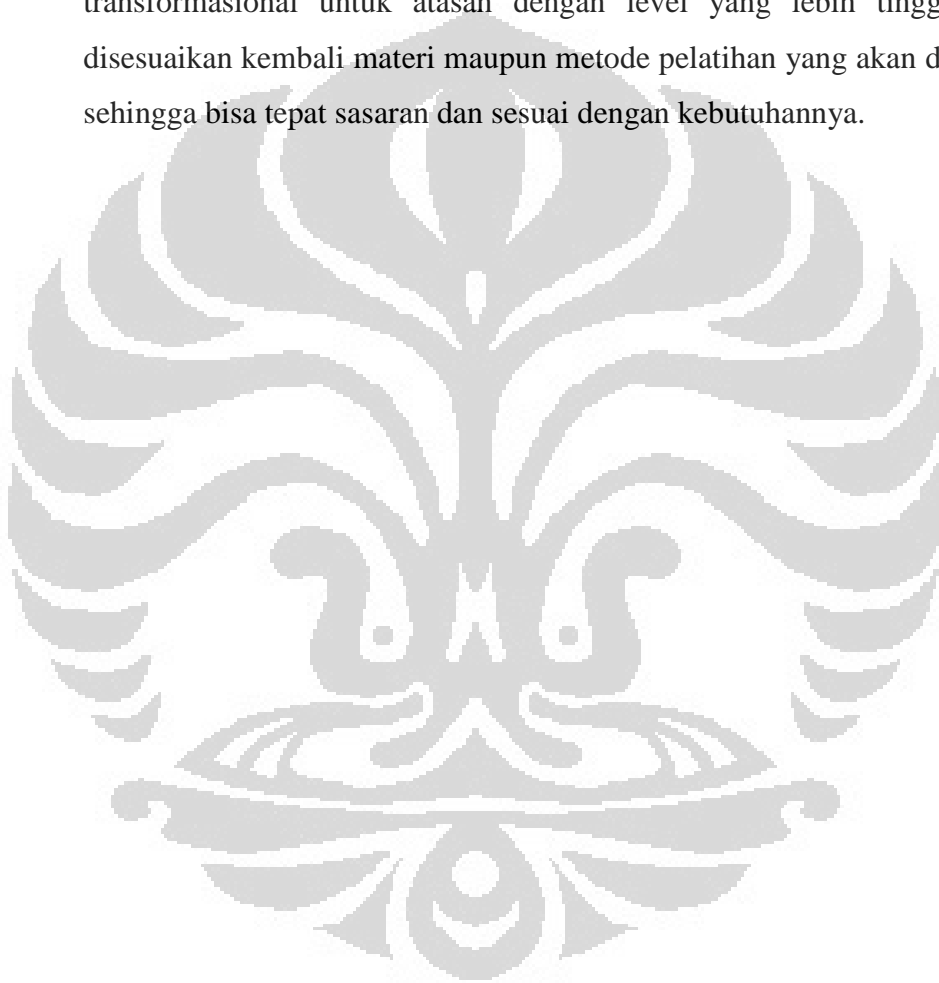 transformasional untuk atasan dengan level yang lebih tingg
disesuaikan kembali materi maupun metode pelatihan yang akan d
sehingga bisa tepat sasaran dan sesuai dengan kebutuhannya.